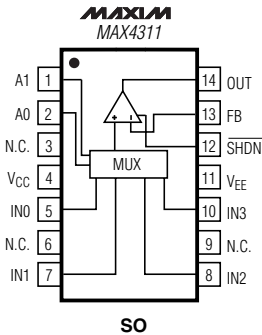 MAXIM
MAX4311
A1 1
A0 2
N.C. 3
VCC 4
IN0 5
N.C. 6
IN1 7
14 OUT
13 FB
12 SHDN
11 VEE
10 IN3
9 N.C.
8 IN2
+ −
MUX
SO